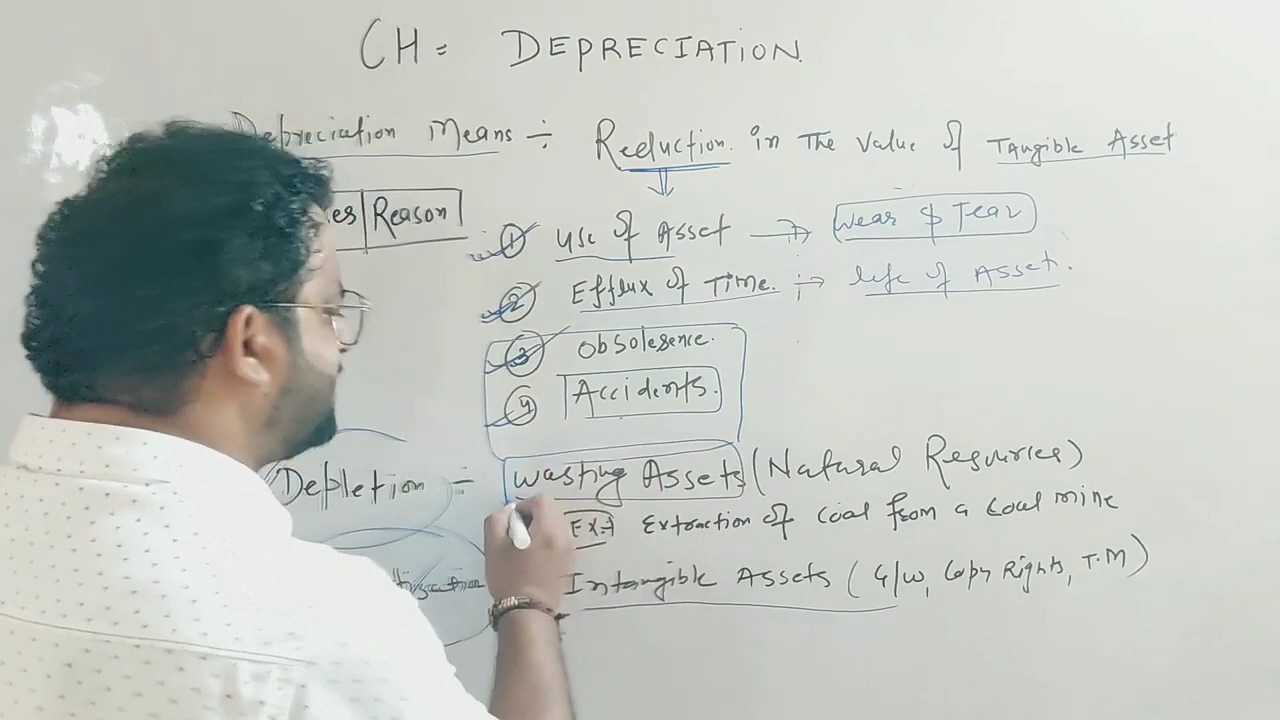 CH = DEPRECIATION
Depreciation Means ÷ Reduction in The Value of Tangible Asset
Reason
① Use of Asset → Wear & Tear
② Efflux of Time. → life of Asset.
③ Obsolesence.
④ Accidents.
Depletion ÷ Wasting Assets (Natural Resources)
Ex → Extraction of Coal from a Coal mine
Intangible Assets (G/W, Copy Rights, T.M)